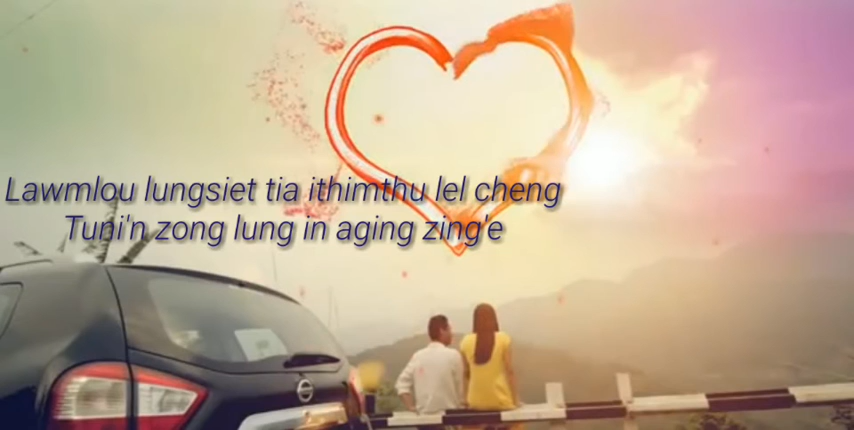 Lawmlou lungsiet tia ithimthu lel cheng
Tuni'n zong lung in aging zing'e